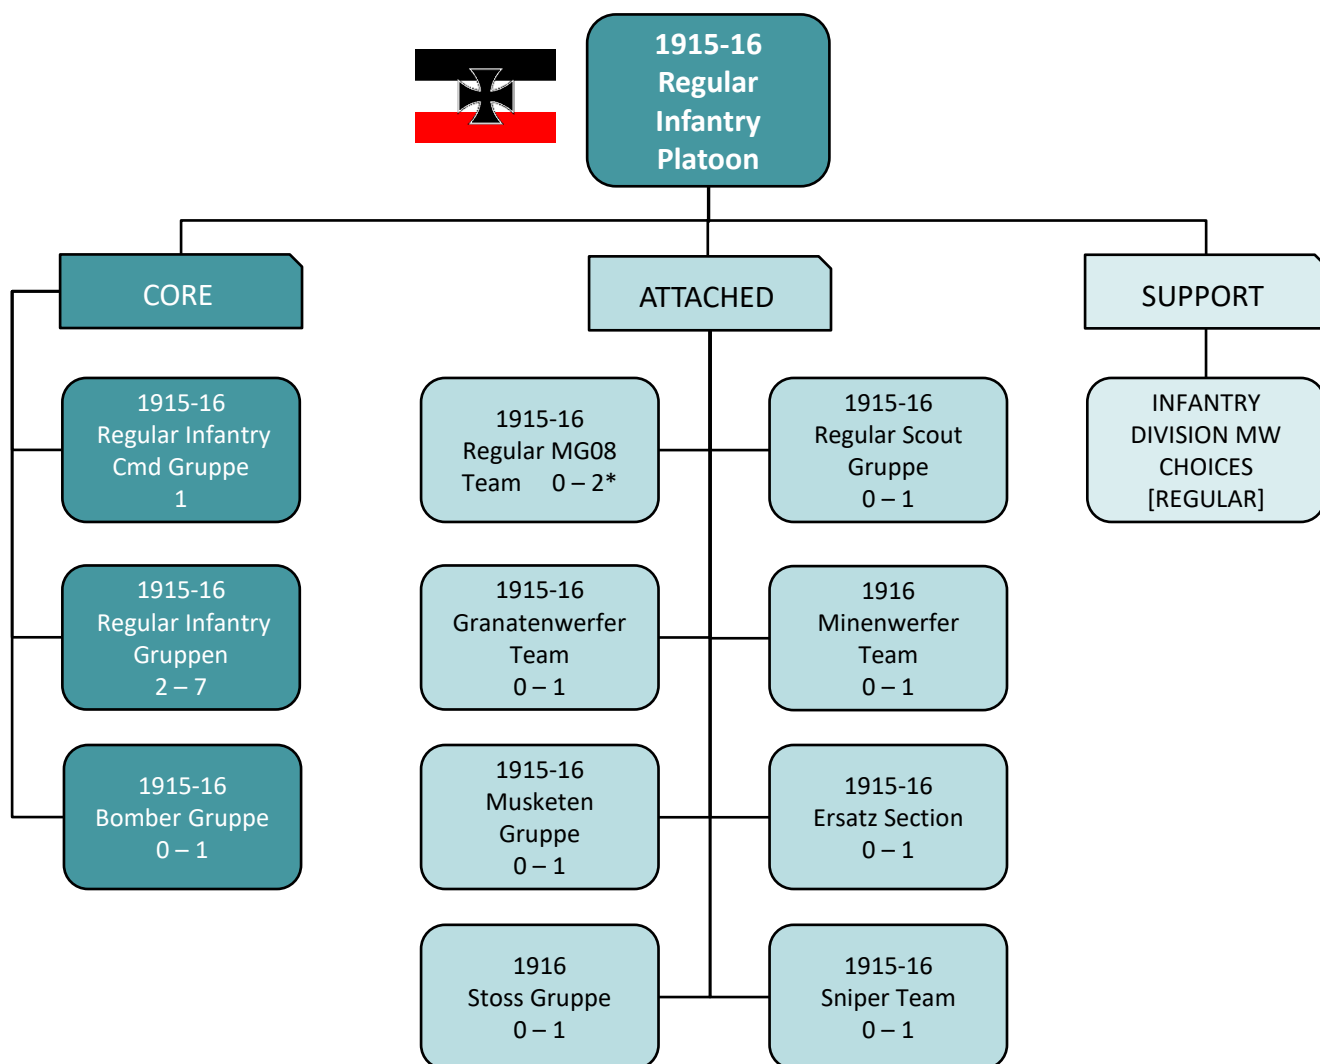 1915-16
Regular
Infantry
Platoon
CORE
ATTACHED
SUPPORT
1915-16
Regular Infantry
Cmd Gruppe
1
1915-16
Regular MG08
Team 0 – 2*
1915-16
Regular Scout
Gruppe
0 – 1
INFANTRY
DIVISION MW
CHOICES
[REGULAR]
1915-16
Regular Infantry
Gruppen
2 – 7
1915-16
Granatenwerfer
Team
0 – 1
1916
Minenwerfer
Team
0 – 1
1915-16
Bomber Gruppe
0 – 1
1915-16
Musketen
Gruppe
0 – 1
1915-16
Ersatz Section
0 – 1
1916
Stoss Gruppe
0 – 1
1915-16
Sniper Team
0 – 1